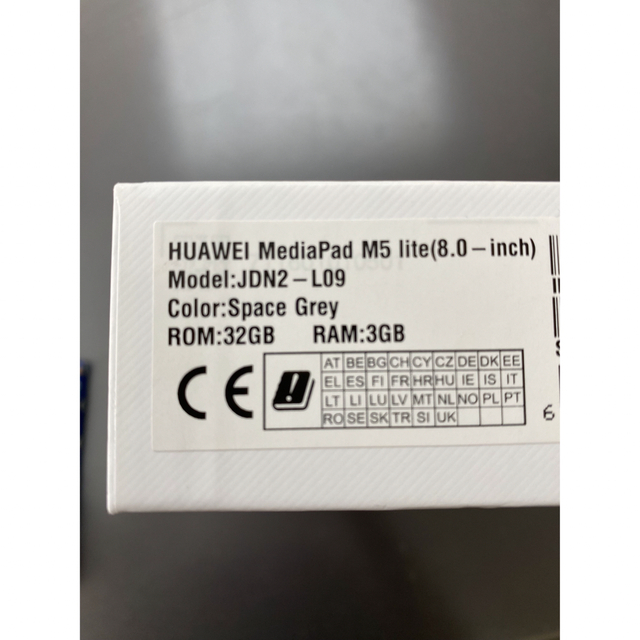 HUAWEI MediaPad M5 lite(8.0-inch)
Model:JDN2-L09
Color:Space Grey
ROM:32GB RAM:3GB
CE
AT BE BG CH CY CZ DE DK EE
EL ES FI FR HR HU IE IS IT
LT LI LU LV MT NL NO PL PT
RO SE SK TR SI UK
6